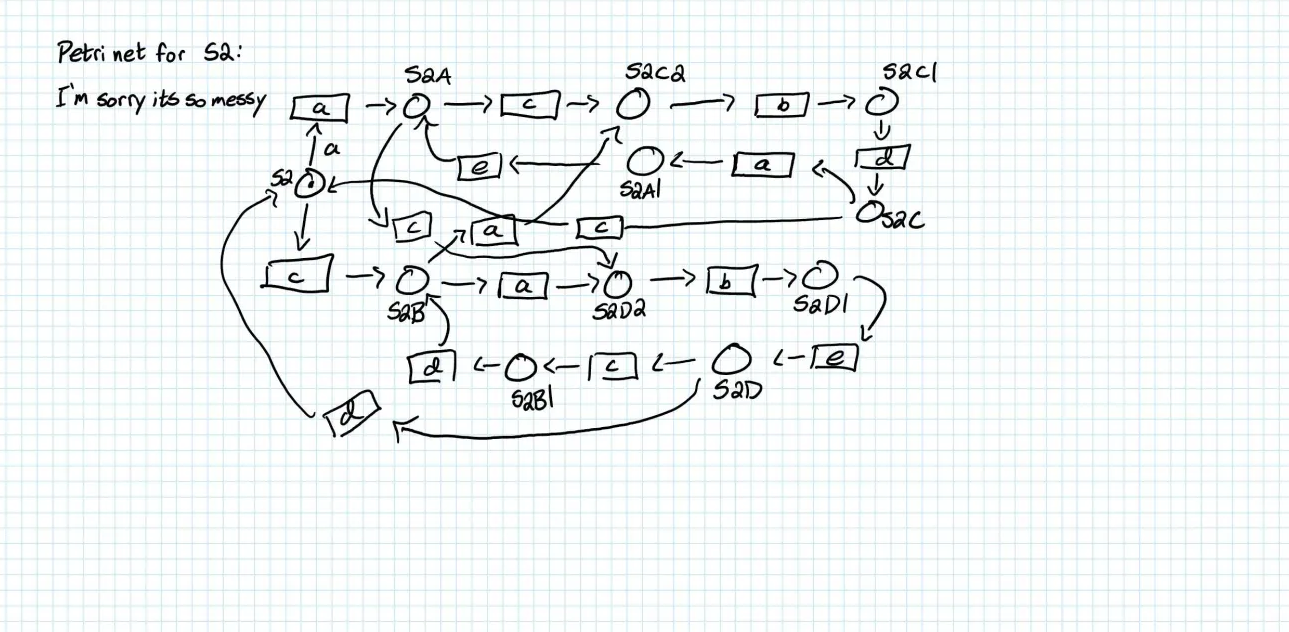 Petri net for S2:
I'm sorry its so messy
S2A
S2C2
S2C1
a
c
b
a
e
a
d
S2
S2A1
c
a
c
S2C
c
a
b
S2B
S2D2
S2D1
d
c
e
S2B1
S2D
d